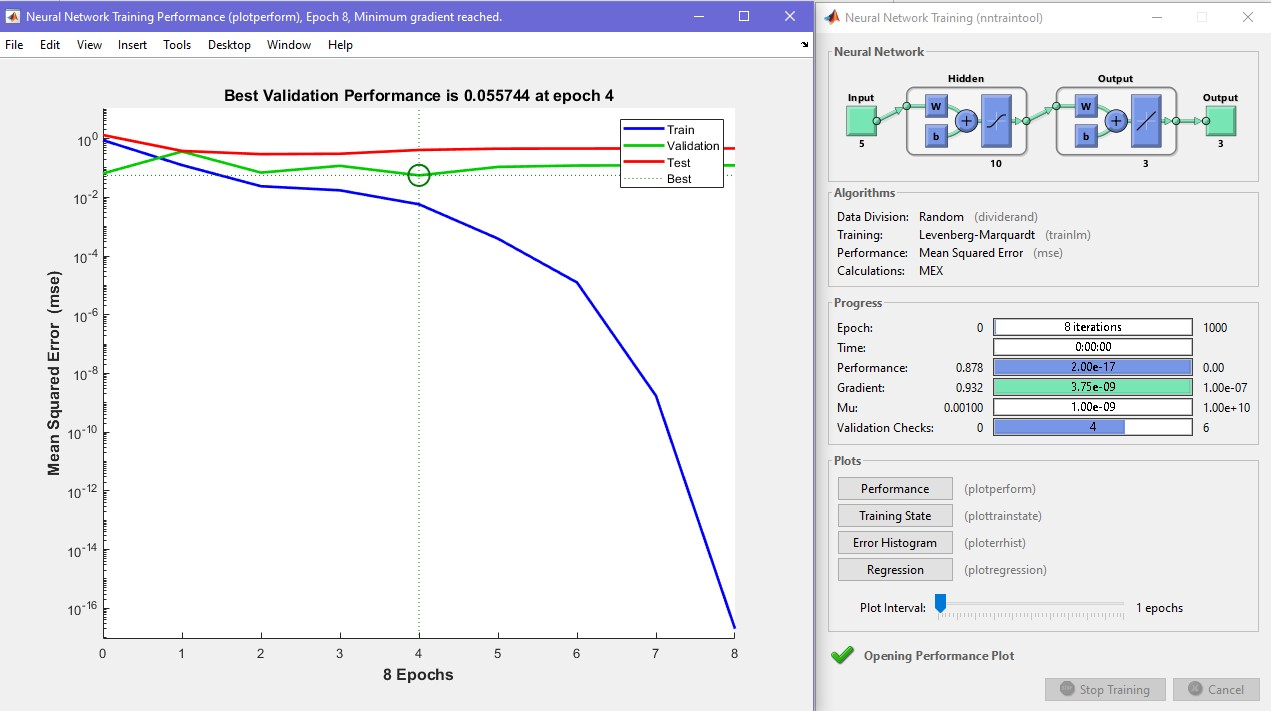 Neural Network Training Performance (plotperform), Epoch 8, Minimum gradient reached.
File Edit View Insert Tools Desktop Window Help
Best Validation Performance is 0.055744 at epoch 4
Train
Validation
Test
Best
10^0
10^-2
10^-4
10^-6
10^-8
10^-10
10^-12
10^-14
10^-16
Mean Squared Error (mse)
0 1 2 3 4 5 6 7 8
8 Epochs
Neural Network Training (nntraintool)
Neural Network
Hidden Output
Input Output
W W
b + b +
5 3
10 3
Algorithms
Data Division: Random (dividerand)
Training: Levenberg-Marquardt (trainlm)
Performance: Mean Squared Error (mse)
Calculations: MEX
Progress
Epoch: 0 8 iterations 1000
Time: 0:00:00
Performance: 0.878 2.00e-17 0.00
Gradient: 0.932 3.75e-09 1.00e-07
Mu: 0.00100 1.00e-09 1.00e+10
Validation Checks: 0 4 6
Plots
Performance (plotperform)
Training State (plottrainstate)
Error Histogram (ploterrhist)
Regression (plotregression)
Plot Interval: 1 epochs
Opening Performance Plot
Stop Training Cancel